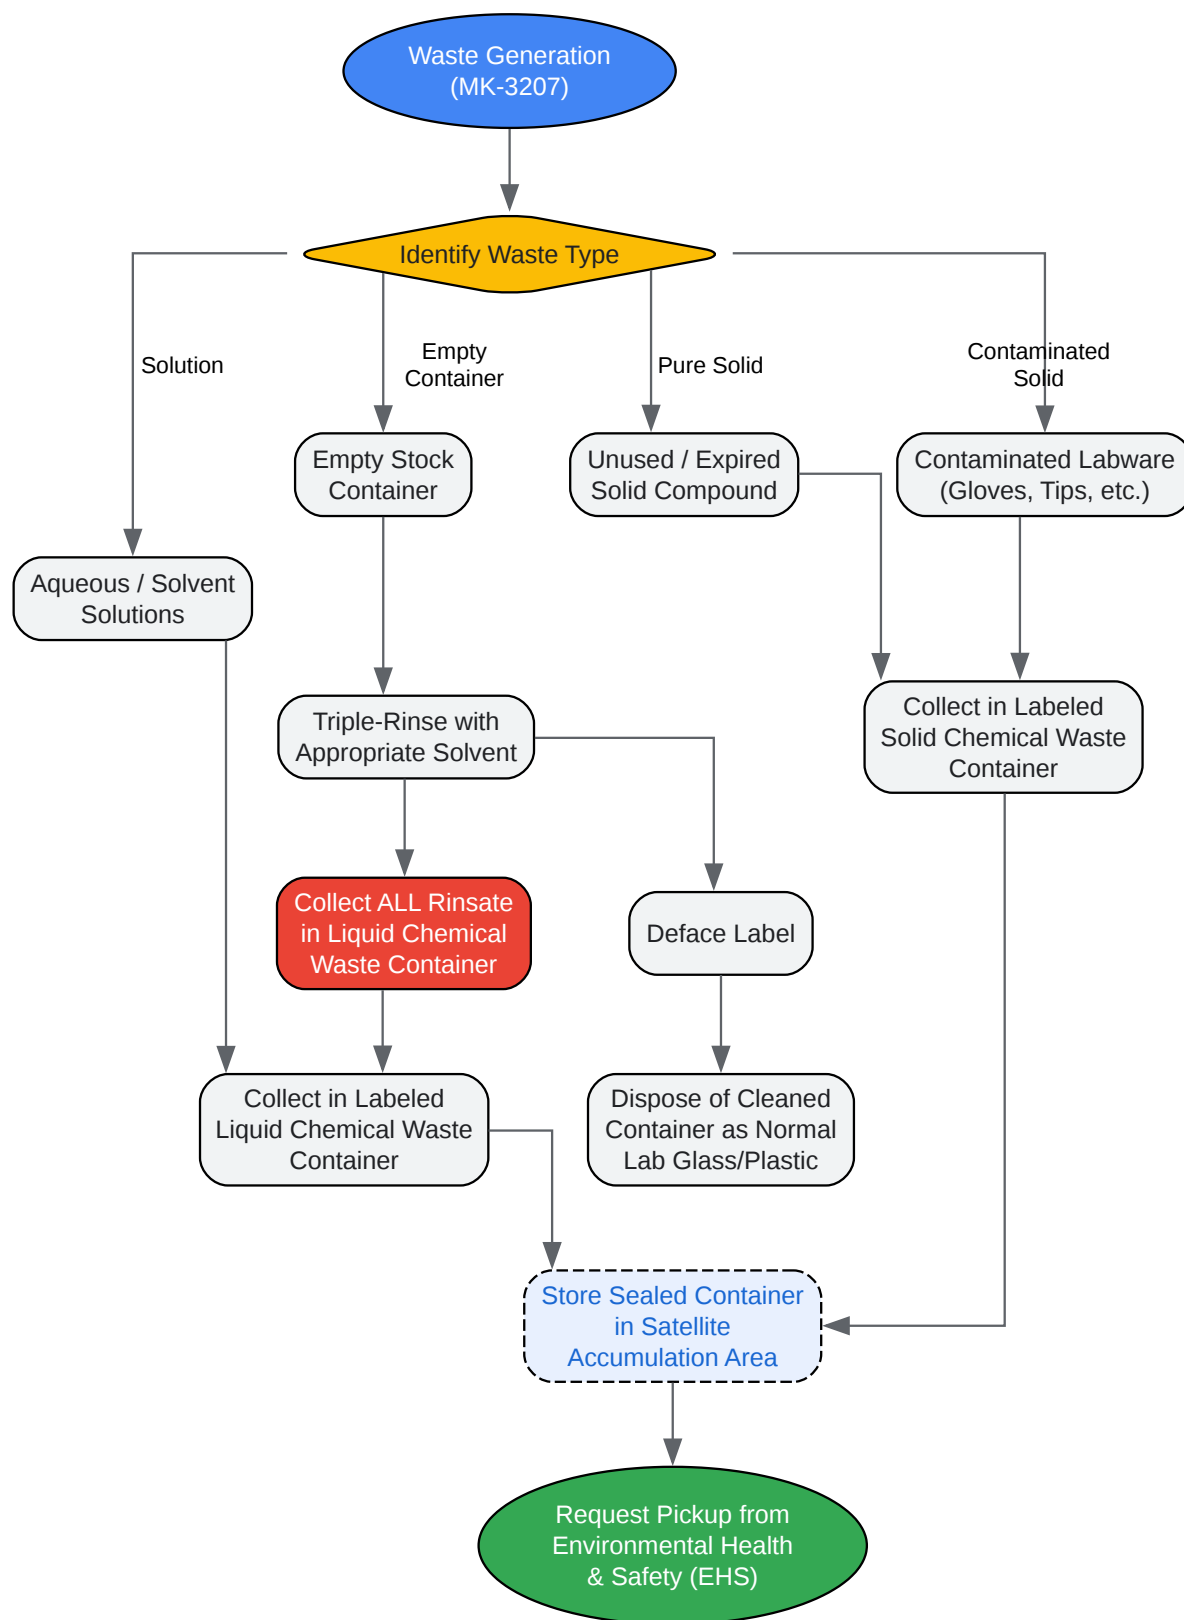 Waste Generation
(MK-3207)
Identify Waste Type
Solution
Empty
Container
Pure Solid
Contaminated
Solid
Empty Stock
Container
Unused / Expired
Solid Compound
Contaminated Labware
(Gloves, Tips, etc.)
Aqueous / Solvent
Solutions
Triple-Rinse with
Appropriate Solvent
Collect in Labeled
Solid Chemical Waste
Container
Collect ALL Rinsate
in Liquid Chemical
Waste Container
Deface Label
Collect in Labeled
Liquid Chemical Waste
Container
Dispose of Cleaned
Container as Normal
Lab Glass/Plastic
Store Sealed Container
in Satellite
Accumulation Area
Request Pickup from
Environmental Health
& Safety (EHS)